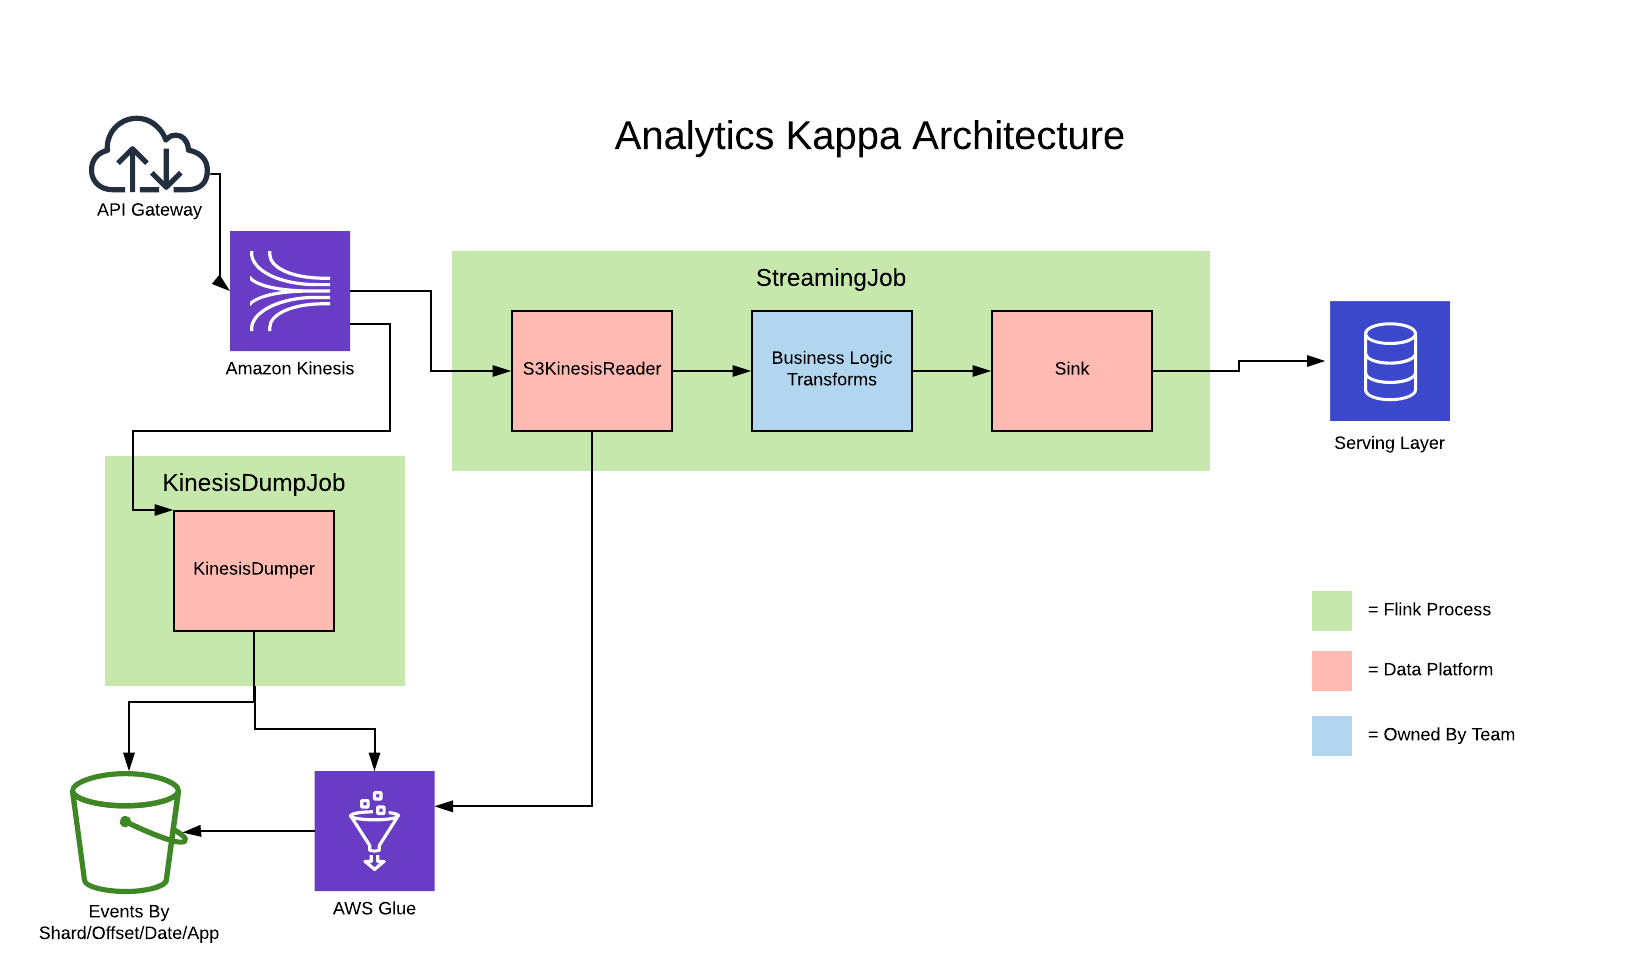 Analytics Kappa Architecture
API Gateway
Amazon Kinesis
StreamingJob
S3KinesisReader
Business Logic
Transforms
Sink
Serving Layer
KinesisDumpJob
KinesisDumper
= Flink Process
= Data Platform
= Owned By Team
AWS Glue
Events By
Shard/Offset/Date/App